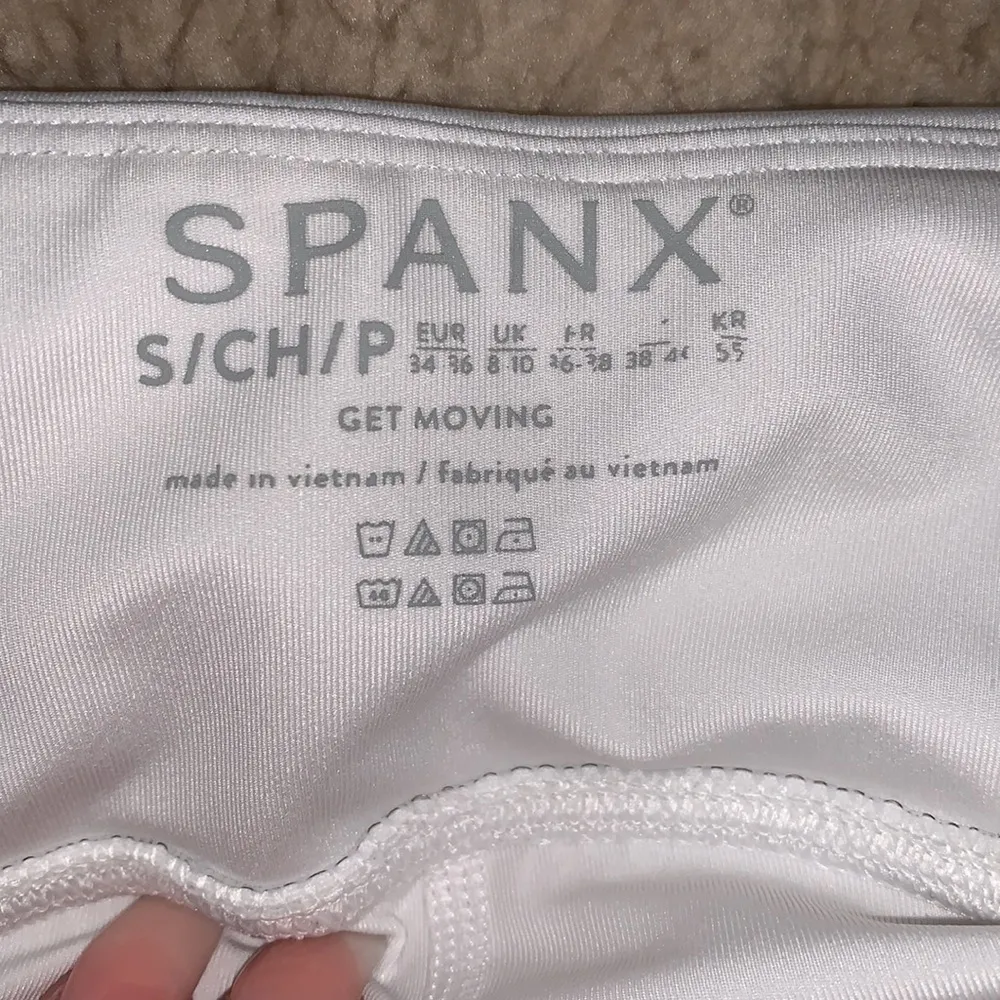 SPANX®
S/CH/P EUR UK FR KR
34 36 8-10 36-38 38 44 55
GET MOVING
made in vietnam / fabriqué au vietnam
40